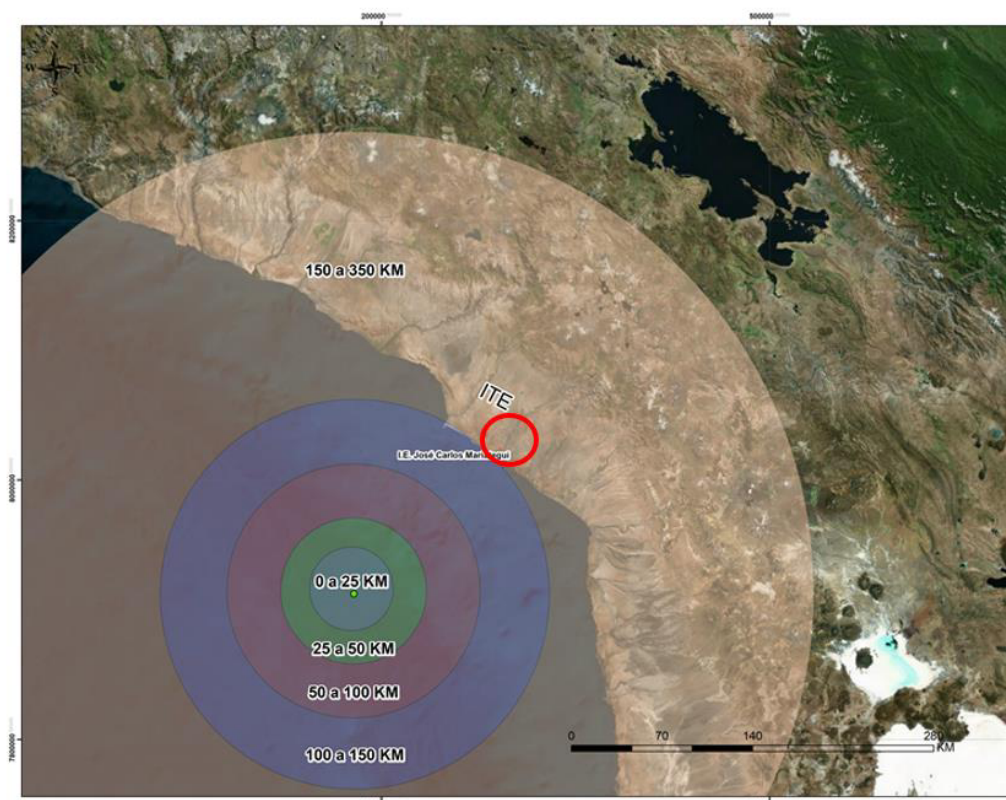 200000
500000
N
W
E
S
8200000
150 a 350 KM
ITE
I.E. José Carlos Mariátegui
8000000
0 a 25 KM
25 a 50 KM
50 a 100 KM
100 a 150 KM
0 70 140 280
KM
7800000